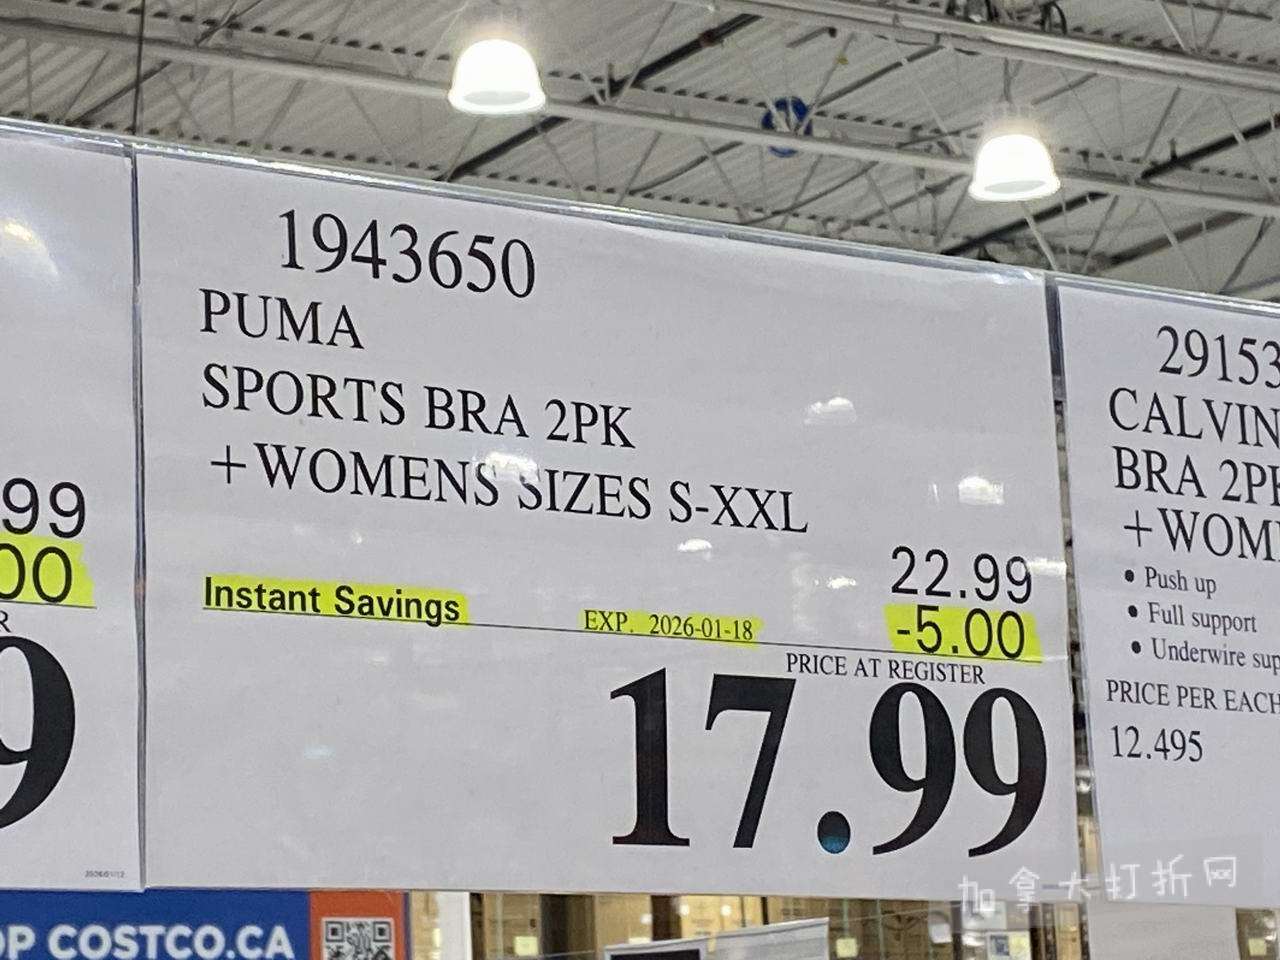 .99
00
R
9
1943650
PUMA
SPORTS BRA 2PK
+WOMENS SIZES S-XXL
22.99
Instant Savings EXP. 2026-01-18 -5.00
PRICE AT REGISTER
17.99
29153
CALVIN
BRA 2PK
+WOM
• Push up
• Full support
• Underwire sup
PRICE PER EACH
12.495
OP COSTCO.CA
加拿大打折网